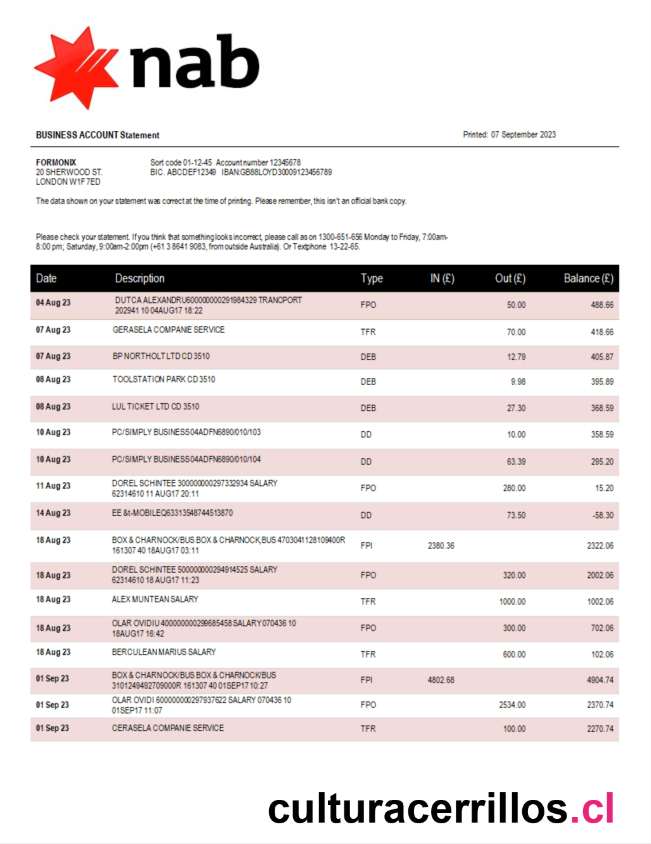 nab
BUSINESS ACCOUNT Statement
Printed: 07 September 2023
FORMONIX
Sort code 01-12-45 Account number 12345678
20 SHERWOOD ST.
BIC. ABCDEF12349 IBAN:GB88LOYD30009123456789
LONDON W1F 7ED
The data shown on your statement was correct at the time of printing. Please remember, this isn't an official bank copy.
Please check your statement. If you think that something looks incorrect, please call as on 1300-651-656 Monday to Friday, 7:00am-
8:00 pm; Saturday, 9:00am-2:00pm (+61 3 8641 9083, from outside Australia). Or Textphone 13-22-65.
Date Description Type IN (£) Out (£) Balance (£)
04 Aug 23 DUTCA ALEXANDRU600000000291984329 TRANCPORT FPO 50.00 488.66
202941 10 04AUG17 18:22
07 Aug 23 GERASELA COMPANIE SERVICE TFR 70.00 418.66
07 Aug 23 BP NORTHOLT LTD CD 3510 DEB 12.79 405.87
08 Aug 23 TOOLSTATION PARK CD 3510 DEB 9.98 395.89
08 Aug 23 LUL TICKET LTD CD 3510 DEB 27.30 368.59
10 Aug 23 PC/SIMPLY BUSINESS04ADFN6890/010/103 DD 10.00 358.59
10 Aug 23 PC/SIMPLY BUSINESS04ADFN6890/010/104 DD 63.39 295.20
11 Aug 23 DOREL SCHINTEE 300000000297332934 SALARY FPO 280.00 15.20
62314610 11 AUG17 20:11
14 Aug 23 EE &t-MOBILEQ63313548744513870 DD 73.50 -58.30
18 Aug 23 BOX & CHARNOCK/BUS BOX & CHARNOCK,BUS 4703041128109400R FPI 2380.36 2322.06
161307 40 18AUG17 03:11
18 Aug 23 DOREL SCHINTEE 500000000294914525 SALARY FPO 320.00 2002.06
62314610 18 AUG17 11:23
18 Aug 23 ALEX MUNTEAN SALARY TFR 1000.00 1002.06
18 Aug 23 OLAR OVIDIU 400000000299685458 SALARY 070436 10 FPO 300.00 702.06
18AUG17 16:42
18 Aug 23 BERCULEAN MARIUS SALARY TFR 600.00 102.06
01 Sep 23 BOX & CHARNOCK/BUS BOX & CHARNOCK/BUS FPI 4802.68 4904.74
3101249492709000R 161307 40 01SEP17 10:27
01 Sep 23 OLAR OVIDI 600000000297937622 SALARY 070436 10 FPO 2534.00 2370.74
01SEP17 11:07
01 Sep 23 CERASELA COMPANIE SERVICE TFR 100.00 2270.74
culturacerrillos.cl